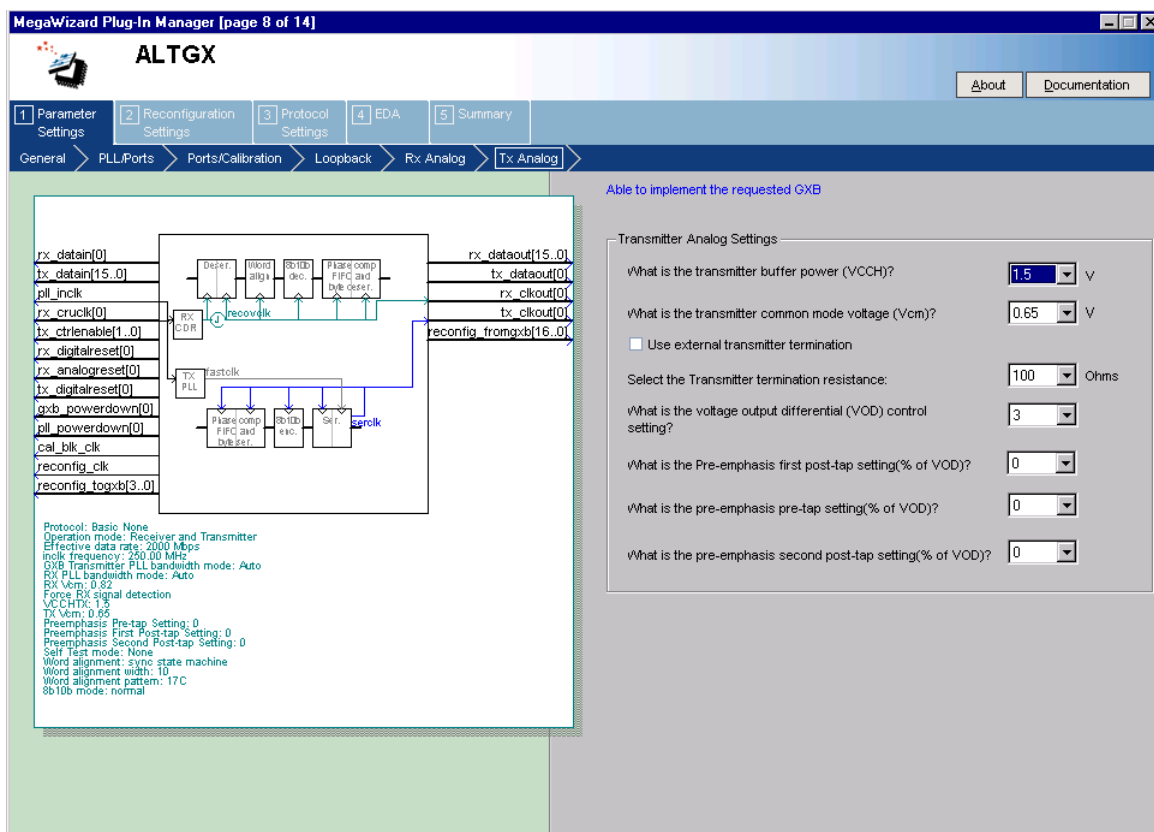 MegaWizard Plug-In Manager [page 8 of 14]
ALTGX
About
Documentation
1 Parameter Settings
2 Reconfiguration Settings
3 Protocol Settings
4 EDA
5 Summary
General
PLL/Ports
Ports/Calibration
Loopback
Rx Analog
Tx Analog
rx_datain[0]
tx_datain[15..0]
pll_inclk
rx_cruclk[0]
tx_ctrlenable[1..0]
rx_digitalreset[0]
rx_analogreset[0]
tx_digitalreset[0]
gxb_powerdown[0]
pll_powerdown[0]
cal_blk_clk
reconfig_clk
reconfig_togxb[3..0]
Deser.
Word align
8b10b dec.
Phase comp FIFC and byte deser.
RX CDR
recovclk
TX PLL
fastclk
Phase comp FIFC and byte ser.
8b10b enc.
Ser.
serclk
rx_dataout[15..0]
tx_dataout[0]
rx_clkout[0]
tx_clkout[0]
reconfig_fromgxb[16..0]
Protocol: Basic None
Operation mode: Receiver and Transmitter
Effective data rate: 2000 Mbps
inclk frequency: 250.00 MHz
GXB Transmitter PLL bandwidth mode: Auto
RX PLL bandwidth mode: Auto
RX Vcm: 0.82
Force RX signal detection
VCCHTX: 1.5
TX Vcm: 0.65
Preemphasis Pre-tap Setting: 0
Preemphasis First Post-tap Setting: 0
Preemphasis Second Post-tap Setting: 0
Self Test mode: None
Word alignment: sync state machine
Word alignment width: 10
Word alignment pattern: 17C
8b10b mode: normal
Able to implement the requested GXB
Transmitter Analog Settings
What is the transmitter buffer power (VCCH)?
1.5
V
What is the transmitter common mode voltage (Vcm)?
0.65
V
Use external transmitter termination
Select the Transmitter termination resistance:
100
Ohms
What is the voltage output differential (VOD) control
setting?
3
What is the Pre-emphasis first post-tap setting(% of VOD)?
0
What is the pre-emphasis pre-tap setting(% of VOD)?
0
What is the pre-emphasis second post-tap setting(% of VOD)?
0